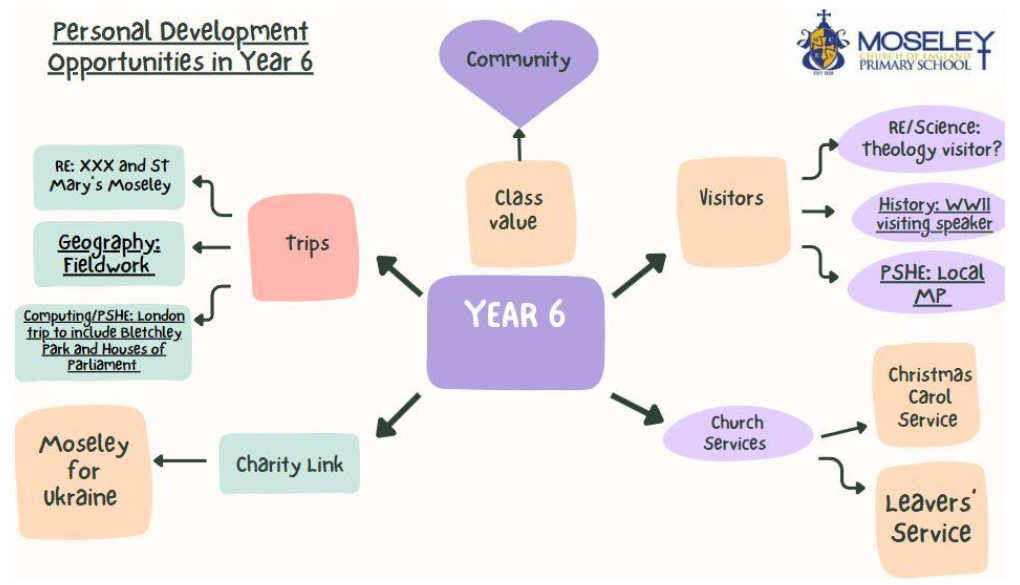 Personal Development
Opportunities in Year 6
Community
MOSELEY
CHURCH OF ENGLAND
PRIMARY SCHOOL
RE: XXX and ST
Mary's Moseley
Geography:
Fieldwork
Computing/PSHE: London
trip to include Bletchley
Park and Houses of
Parliament
Trips
Class
value
Visitors
RE/Science:
Theology visitor?
History: WWII
visiting speaker
PSHE: Local
MP
YEAR 6
Moseley
for
Ukraine
Charity Link
Church
Services
Christmas
Carol
Service
Leavers'
Service